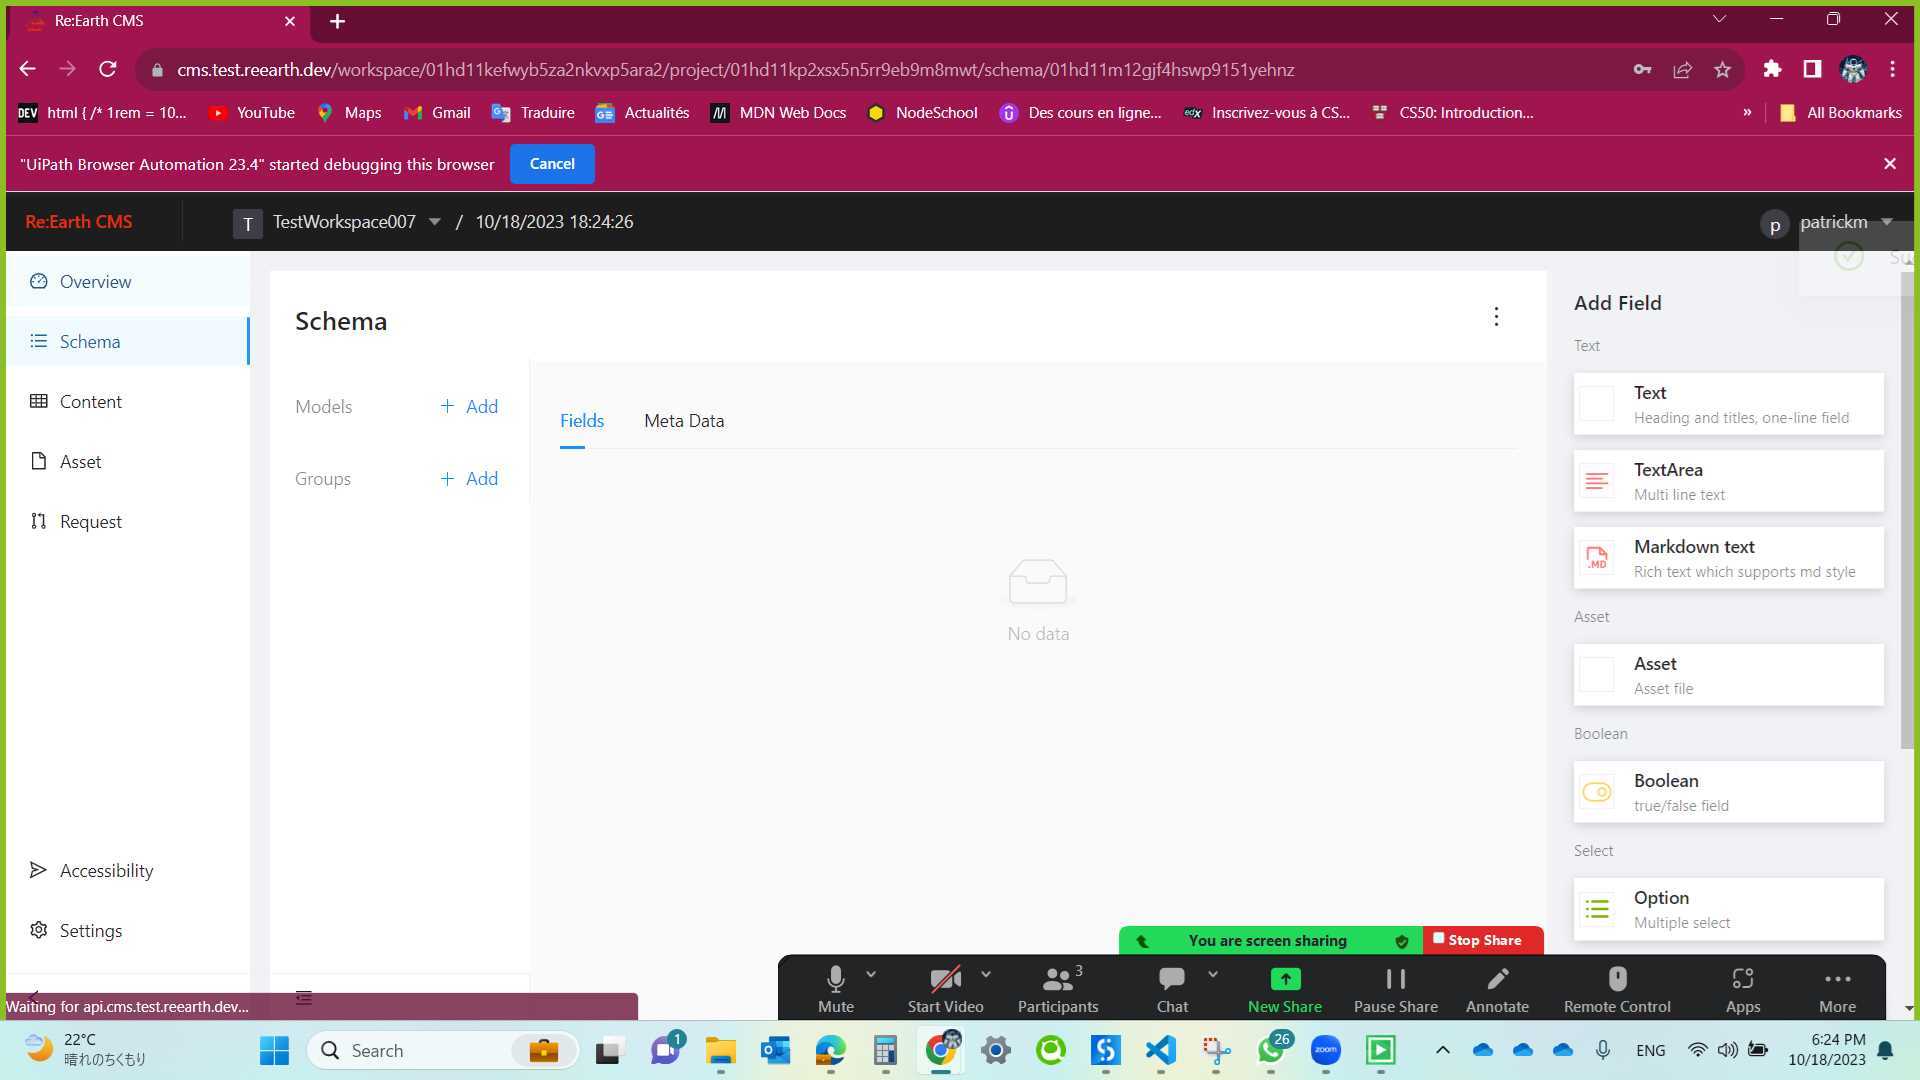 Re:Earth CMS
cms.test.reearth.dev/workspace/01hd11kefwyb5za2nkvxp5ara2/project/01hd11kp2xsx5n5rr9eb9m8mwt/schema/01hd11m12gjf4hswp9151yehnz
DEV html { /* 1rem = 10... YouTube Maps Gmail Traduire Actualités MDN Web Docs NodeSchool Des cours en ligne... edX Inscrivez-vous à CS... CS50: Introduction... » All Bookmarks
"UiPath Browser Automation 23.4" started debugging this browser Cancel
Re:Earth CMS T TestWorkspace007 / 10/18/2023 18:24:26 p patrickm
Overview
Schema
Content
Asset
Request
Accessibility
Settings
Schema
Models + Add
Groups + Add
Fields Meta Data
No data
Add Field
Text
Text
Heading and titles, one-line field
TextArea
Multi line text
.MD
Markdown text
Rich text which supports md style
Asset
Asset
Asset file
Boolean
Boolean
true/false field
Select
Option
Multiple select
You are screen sharing Stop Share
Mute Start Video Participants 3 Chat New Share Pause Share Annotate Remote Control Apps More
Waiting for api.cms.test.reearth.dev...
22°C
晴れのちくもり
Search
1
26
zoom
ENG
6:24 PM
10/18/2023